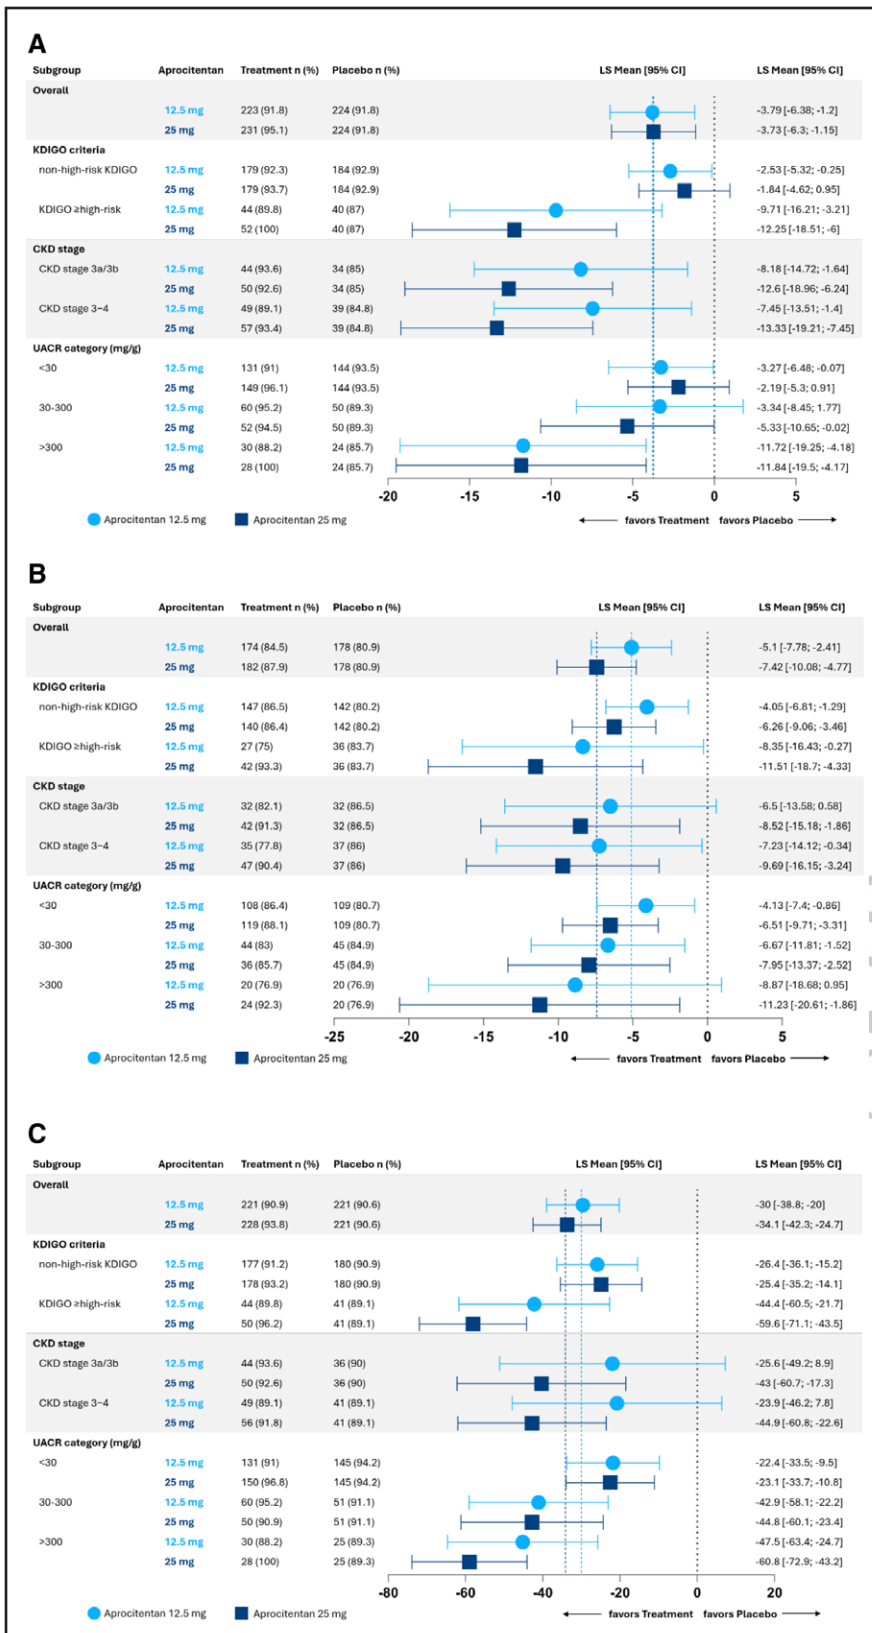 A
Subgroup Aprocitentan Treatment n (%) Placebo n (%) LS Mean [95% CI] LS Mean [95% CI]
Overall
12.5 mg 223 (91.8) 224 (91.8) -3.79 [-6.38; -1.2]
25 mg 231 (95.1) 224 (91.8) -3.73 [-6.3; -1.15]
KDIGO criteria
non-high-risk KDIGO 12.5 mg 179 (92.3) 184 (92.9) -2.53 [-5.32; -0.25]
25 mg 179 (93.7) 184 (92.9) -1.84 [-4.62; 0.95]
KDIGO ≥high-risk 12.5 mg 44 (89.8) 40 (87) -9.71 [-16.21; -3.21]
25 mg 52 (100) 40 (87) -12.25 [-18.51; -6]
CKD stage
CKD stage 3a/3b 12.5 mg 44 (93.6) 34 (85) -8.18 [-14.72; -1.64]
25 mg 50 (92.6) 34 (85) -12.6 [-18.96; -6.24]
CKD stage 3–4 12.5 mg 49 (89.1) 39 (84.8) -7.45 [-13.51; -1.4]
25 mg 57 (93.4) 39 (84.8) -13.33 [-19.21; -7.45]
UACR category (mg/g)
<30 12.5 mg 131 (91) 144 (93.5) -3.27 [-6.48; -0.07]
25 mg 149 (96.1) 144 (93.5) -2.19 [-5.3; 0.91]
30-300 12.5 mg 60 (95.2) 50 (89.3) -3.34 [-8.45; 1.77]
25 mg 52 (94.5) 50 (89.3) -5.33 [-10.65; -0.02]
>300 12.5 mg 30 (88.2) 24 (85.7) -11.72 [-19.25; -4.18]
25 mg 28 (100) 24 (85.7) -11.84 [-19.5; -4.17]
-20 -15 -10 -5 0 5
Aprocitentan 12.5 mg Aprocitentan 25 mg favors Treatment favors Placebo
B
Subgroup Aprocitentan Treatment n (%) Placebo n (%) LS Mean [95% CI] LS Mean [95% CI]
Overall
12.5 mg 174 (84.5) 178 (80.9) -5.1 [-7.78; -2.41]
25 mg 182 (87.9) 178 (80.9) -7.42 [-10.08; -4.77]
KDIGO criteria
non-high-risk KDIGO 12.5 mg 147 (86.5) 142 (80.2) -4.05 [-6.81; -1.29]
25 mg 140 (86.4) 142 (80.2) -6.26 [-9.06; -3.46]
KDIGO ≥high-risk 12.5 mg 27 (75) 36 (83.7) -8.35 [-16.43; -0.27]
25 mg 42 (93.3) 36 (83.7) -11.51 [-18.7; -4.33]
CKD stage
CKD stage 3a/3b 12.5 mg 32 (82.1) 32 (86.5) -6.5 [-13.58; 0.58]
25 mg 42 (91.3) 32 (86.5) -8.52 [-15.18; -1.86]
CKD stage 3–4 12.5 mg 35 (77.8) 37 (86) -7.23 [-14.12; -0.34]
25 mg 47 (90.4) 37 (86) -9.69 [-16.15; -3.24]
UACR category (mg/g)
<30 12.5 mg 108 (86.4) 109 (80.7) -4.13 [-7.4; -0.86]
25 mg 119 (88.1) 109 (80.7) -6.51 [-9.71; -3.31]
30-300 12.5 mg 44 (83) 45 (84.9) -6.67 [-11.81; -1.52]
25 mg 36 (85.7) 45 (84.9) -7.95 [-13.37; -2.52]
>300 12.5 mg 20 (76.9) 20 (76.9) -8.87 [-18.68; 0.95]
25 mg 24 (92.3) 20 (76.9) -11.23 [-20.61; -1.86]
-25 -20 -15 -10 -5 0 5
Aprocitentan 12.5 mg Aprocitentan 25 mg favors Treatment favors Placebo
C
Subgroup Aprocitentan Treatment n (%) Placebo n (%) LS Mean [95% CI] LS Mean [95% CI]
Overall
12.5 mg 221 (90.9) 221 (90.6) -30 [-38.8; -20]
25 mg 228 (93.8) 221 (90.6) -34.1 [-42.3; -24.7]
KDIGO criteria
non-high-risk KDIGO 12.5 mg 177 (91.2) 180 (90.9) -26.4 [-36.1; -15.2]
25 mg 178 (93.2) 180 (90.9) -25.4 [-35.2; -14.1]
KDIGO ≥high-risk 12.5 mg 44 (89.8) 41 (89.1) -44.4 [-60.5; -21.7]
25 mg 50 (96.2) 41 (89.1) -59.6 [-71.1; -43.5]
CKD stage
CKD stage 3a/3b 12.5 mg 44 (93.6) 36 (90) -25.6 [-49.2; 8.9]
25 mg 50 (92.6) 36 (90) -43 [-60.7; -17.3]
CKD stage 3–4 12.5 mg 49 (89.1) 41 (89.1) -23.9 [-46.2; 7.8]
25 mg 56 (91.8) 41 (89.1) -44.9 [-60.8; -22.6]
UACR category (mg/g)
<30 12.5 mg 131 (91) 145 (94.2) -22.4 [-33.5; -9.5]
25 mg 150 (96.8) 145 (94.2) -23.1 [-33.7; -10.8]
30-300 12.5 mg 60 (95.2) 51 (91.1) -42.9 [-58.1; -22.2]
25 mg 50 (90.9) 51 (91.1) -44.8 [-60.1; -23.4]
>300 12.5 mg 30 (88.2) 25 (89.3) -47.5 [-63.4; -24.7]
25 mg 28 (100) 25 (89.3) -60.8 [-72.9; -43.2]
-80 -60 -40 -20 0 20
Aprocitentan 12.5 mg Aprocitentan 25 mg favors Treatment favors Placebo